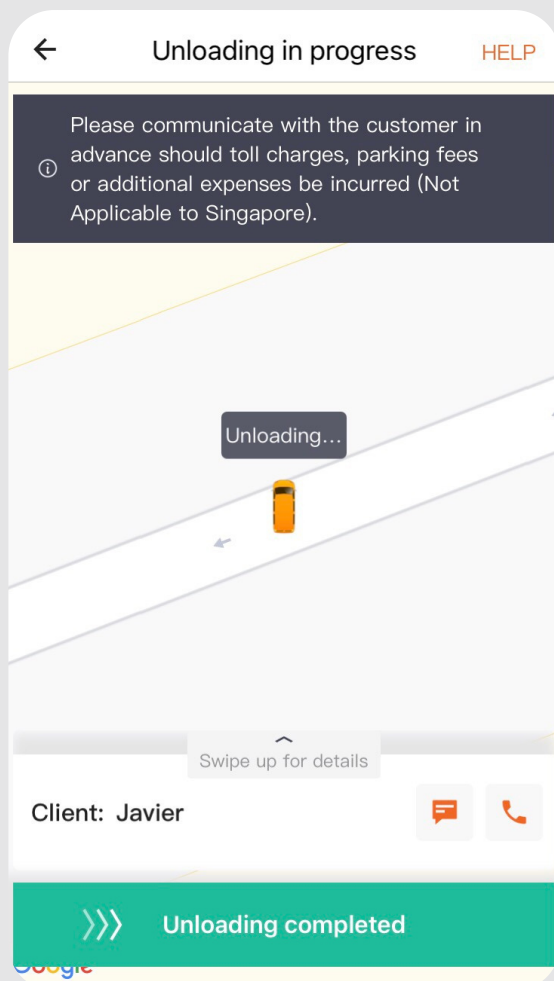 Unloading in progress
HELP
Please communicate with the customer in
advance should toll charges, parking fees
or additional expenses be incurred (Not
Applicable to Singapore).
Unloading...
Swipe up for details
Client: Javier
Unloading completed
Google